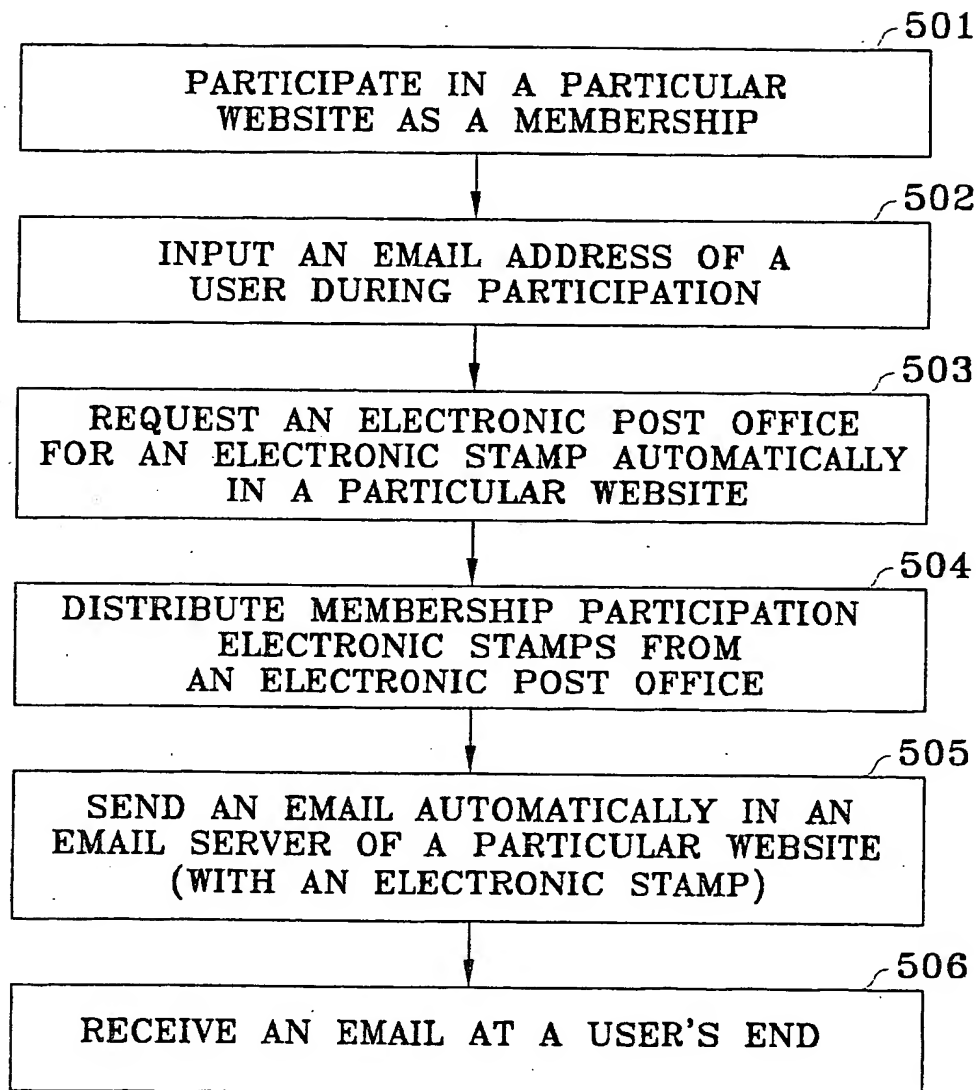 501
PARTICIPATE IN A PARTICULAR
WEBSITE AS A MEMBERSHIP
502
INPUT AN EMAIL ADDRESS OF A
USER DURING PARTICIPATION
503
REQUEST AN ELECTRONIC POST OFFICE
FOR AN ELECTRONIC STAMP AUTOMATICALLY
IN A PARTICULAR WEBSITE
504
DISTRIBUTE MEMBERSHIP PARTICIPATION
ELECTRONIC STAMPS FROM
AN ELECTRONIC POST OFFICE
505
SEND AN EMAIL AUTOMATICALLY IN AN
EMAIL SERVER OF A PARTICULAR WEBSITE
(WITH AN ELECTRONIC STAMP)
506
RECEIVE AN EMAIL AT A USER'S END